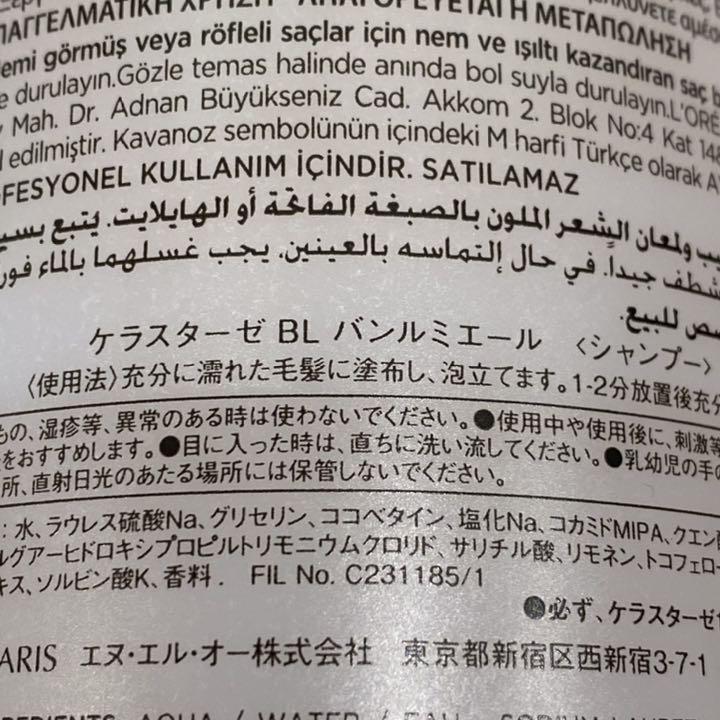 ΠΑΓΓΕΛΜΑΤΙΚΗ ΧΡΗΣΗ - ΑΠΑΓΟΡΕΥΕΤΑΙ Η ΜΕΤΑΠΩΛΗΣΗ
emi görmüş veya röfleli saçlar için nem ve ışıltı kazandıran saç
e durulayın.Gözle temas halinde anında bol suyla durulayın.L'ORÉ
Mah. Dr. Adnan Büyükseniz Cad. Akkom 2. Blok No:4 Kat 14
edilmiştir. Kavanoz sembolünün içindeki M harfi Türkçe olarak A
FESYONEL KULLANIM İÇİNDİR. SATILAMAZ
يب ولمعان الشعر الملون بالصبغة الفاتحة أو الهايلايت. يتبع بسي
شطف جيداً. في حال إلتماسه بالعينين. يجب غسلهما بالماء فور
ص للبيع.
ケラスターゼ BL バンルミエール 〈シャンプー〉
〈使用法〉充分に濡れた毛髪に塗布し、泡立てます。1-2分放置後充分
もの、湿疹等、異常のある時は使わないでください。●使用中や使用後に、刺激等
をおすすめします。●目に入った時は、直ちに洗い流してください。●乳幼児の手の
所、直射日光のあたる場所には保管しないでください。
: 水、ラウレス硫酸Na、グリセリン、ココベタイン、塩化Na、コカミドMIPA、クエン酸
ルグアーヒドロキシプロピルトリモニウムクロリド、サリチル酸、リモネン、トコフェロ
キス、ソルビン酸K、香料 . FIL No. C231185/1
●必ず、ケラスターゼ
ARIS エヌ・エル・オー株式会社 東京都新宿区西新宿3-7-1
AQUA / WATER / EAU